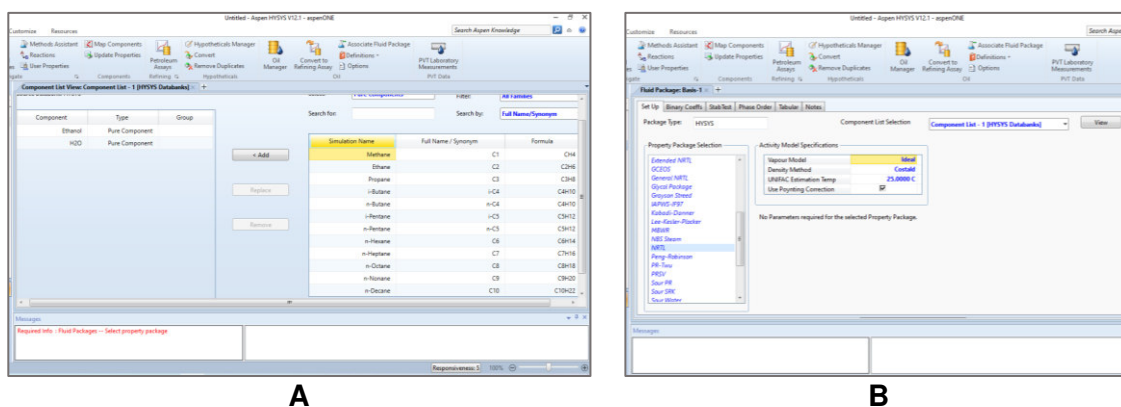 Untitled - Aspen HYSYS V12.1 - aspenONE
Search Aspen Knowledge
Customize Resources
Methods Assistant Map Components Hypotheticals Manager Associate Fluid Package
Reactions Update Properties Convert Definitions
User Properties Petroleum Assays Remove Duplicates Oil Manager Convert to Refining Assay Options PVT Laboratory Measurements
Components Refining Hypotheticals Oil PVT Data
Component List View: Component List - 1 [HYSYS Databanks] +
Pure Components Filter: All Families
Component Type Group
Search for: Search by: Full Name/Synonym
Ethanol Pure Component
H2O Pure Component
Simulation Name Full Name / Synonym Formula
< Add
Methane C1 CH4
Ethane C2 C2H6
Propane C3 C3H8
Replace
i-Butane i-C4 C4H10
n-Butane n-C4 C4H10
i-Pentane i-C5 C5H12
Remove
n-Pentane n-C5 C5H12
n-Hexane C6 C6H14
n-Heptane C7 C7H16
n-Octane C8 C8H18
n-Nonane C9 C9H20
n-Decane C10 C10H22
Messages
Required Info : Fluid Packages -- Select property package
Responsiveness: 5 100%
A
Untitled - Aspen HYSYS V12.1 - aspenONE
Search Aspe
Customize Resources
Methods Assistant Map Components Hypotheticals Manager Associate Fluid Package
Reactions Update Properties Convert Definitions
User Properties Petroleum Assays Remove Duplicates Oil Manager Convert to Refining Assay Options PVT Laboratory Measurements
Components Refining Hypotheticals Oil PVT Data
Fluid Package: Basis-1 +
Set Up Binary Coeffs StabTest Phase Order Tabular Notes
Package Type: HYSYS Component List Selection Component List - 1 [HYSYS Databanks] View
Property Package Selection Activity Model Specifications
Extended NRTL
GCEOS
General NRTL
Glycol Package
Grayson Streed
IAPWS-IF97
Kabadi-Danner
Lee-Kesler-Plocker
MBWR
NBS Steam
NRTL
Peng-Robinson
PR-Twu
PRSV
Sour PR
Sour SRK
Sour Water
Vapour Model Ideal
Density Method Costald
UNIFAC Estimation Temp 25.0000 C
Use Poynting Correction
No Parameters required for the selected Property Package.
Messages
B